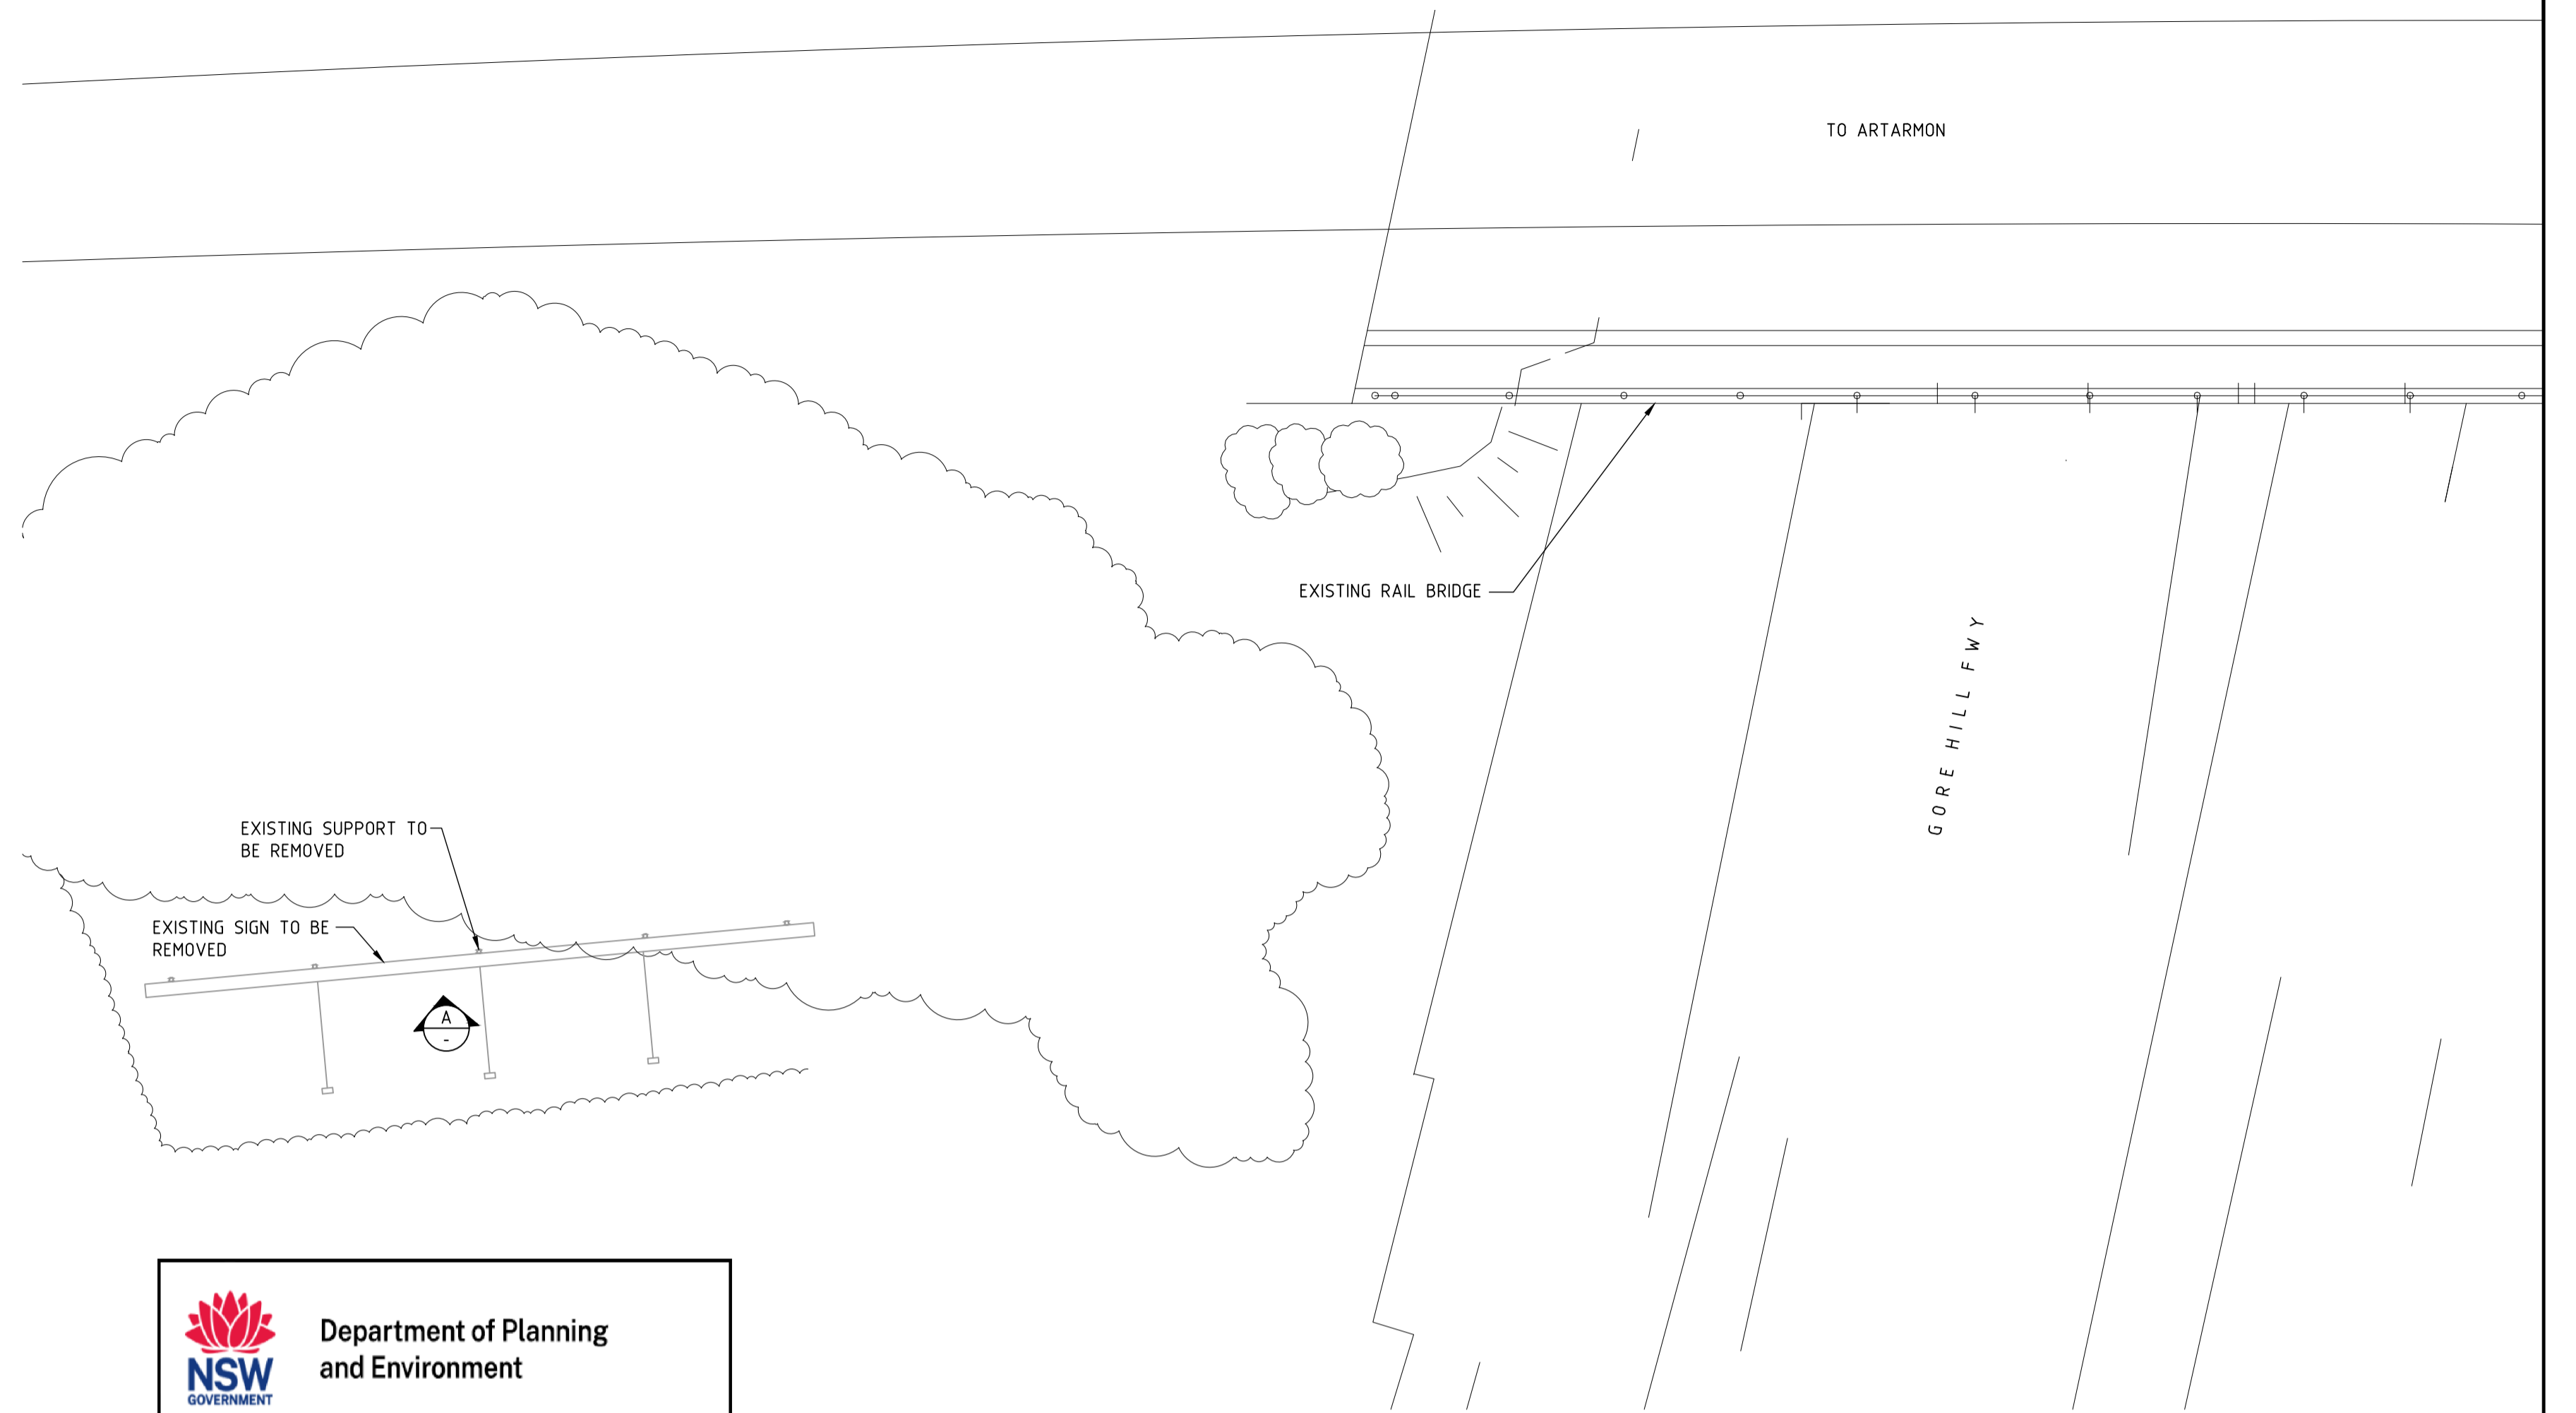 TO ARTARMON
EXISTING RAIL BRIDGE
GORE HILL FWY
EXISTING SUPPORT TO
BE REMOVED
EXISTING SIGN TO BE
REMOVED
A
-
Department of Planning
and Environment
NSW
GOVERNMENT